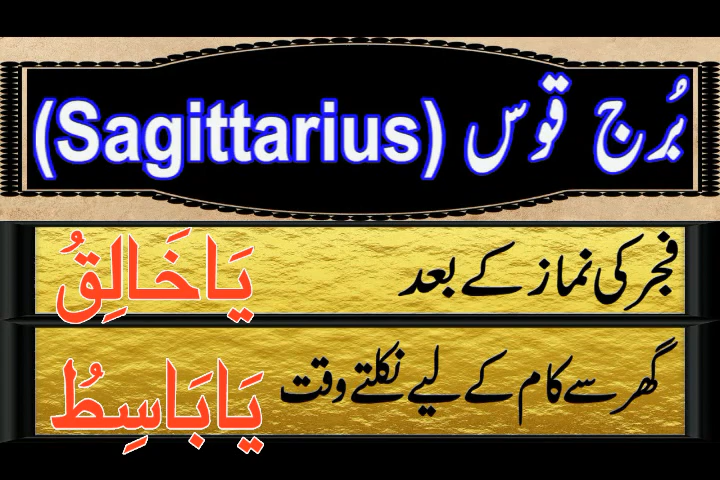 بُرج قوس (Sagittarius)
فجر کی نماز کے بعد یَاخَالِقُ
گھر سے کام کے لیے نکلتے وقت یَابَاسِطُ